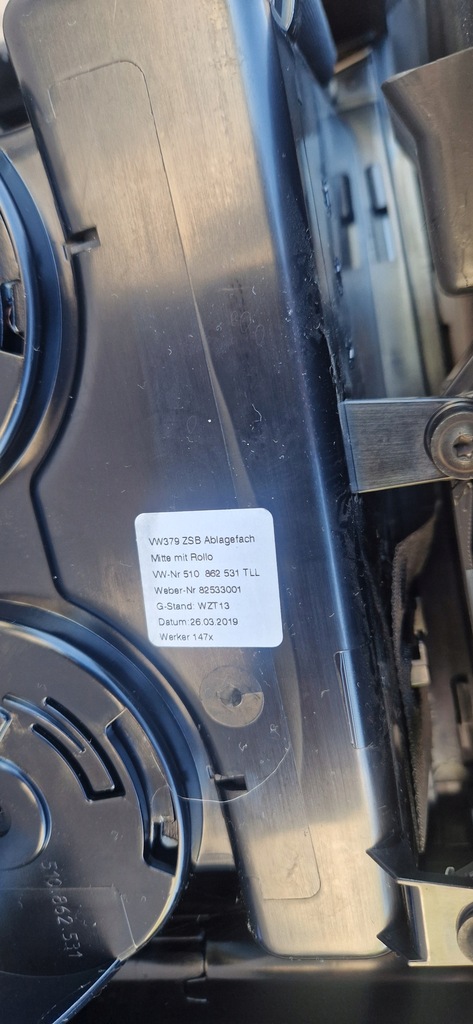 VW379 ZSB Ablagefach
Mitte mit Rollo
VW-Nr 510 862 531 TLL
Weber-Nr 82533001
G-Stand: WZT13
Datum: 26.03.2019
Werker 147x
510.862.531